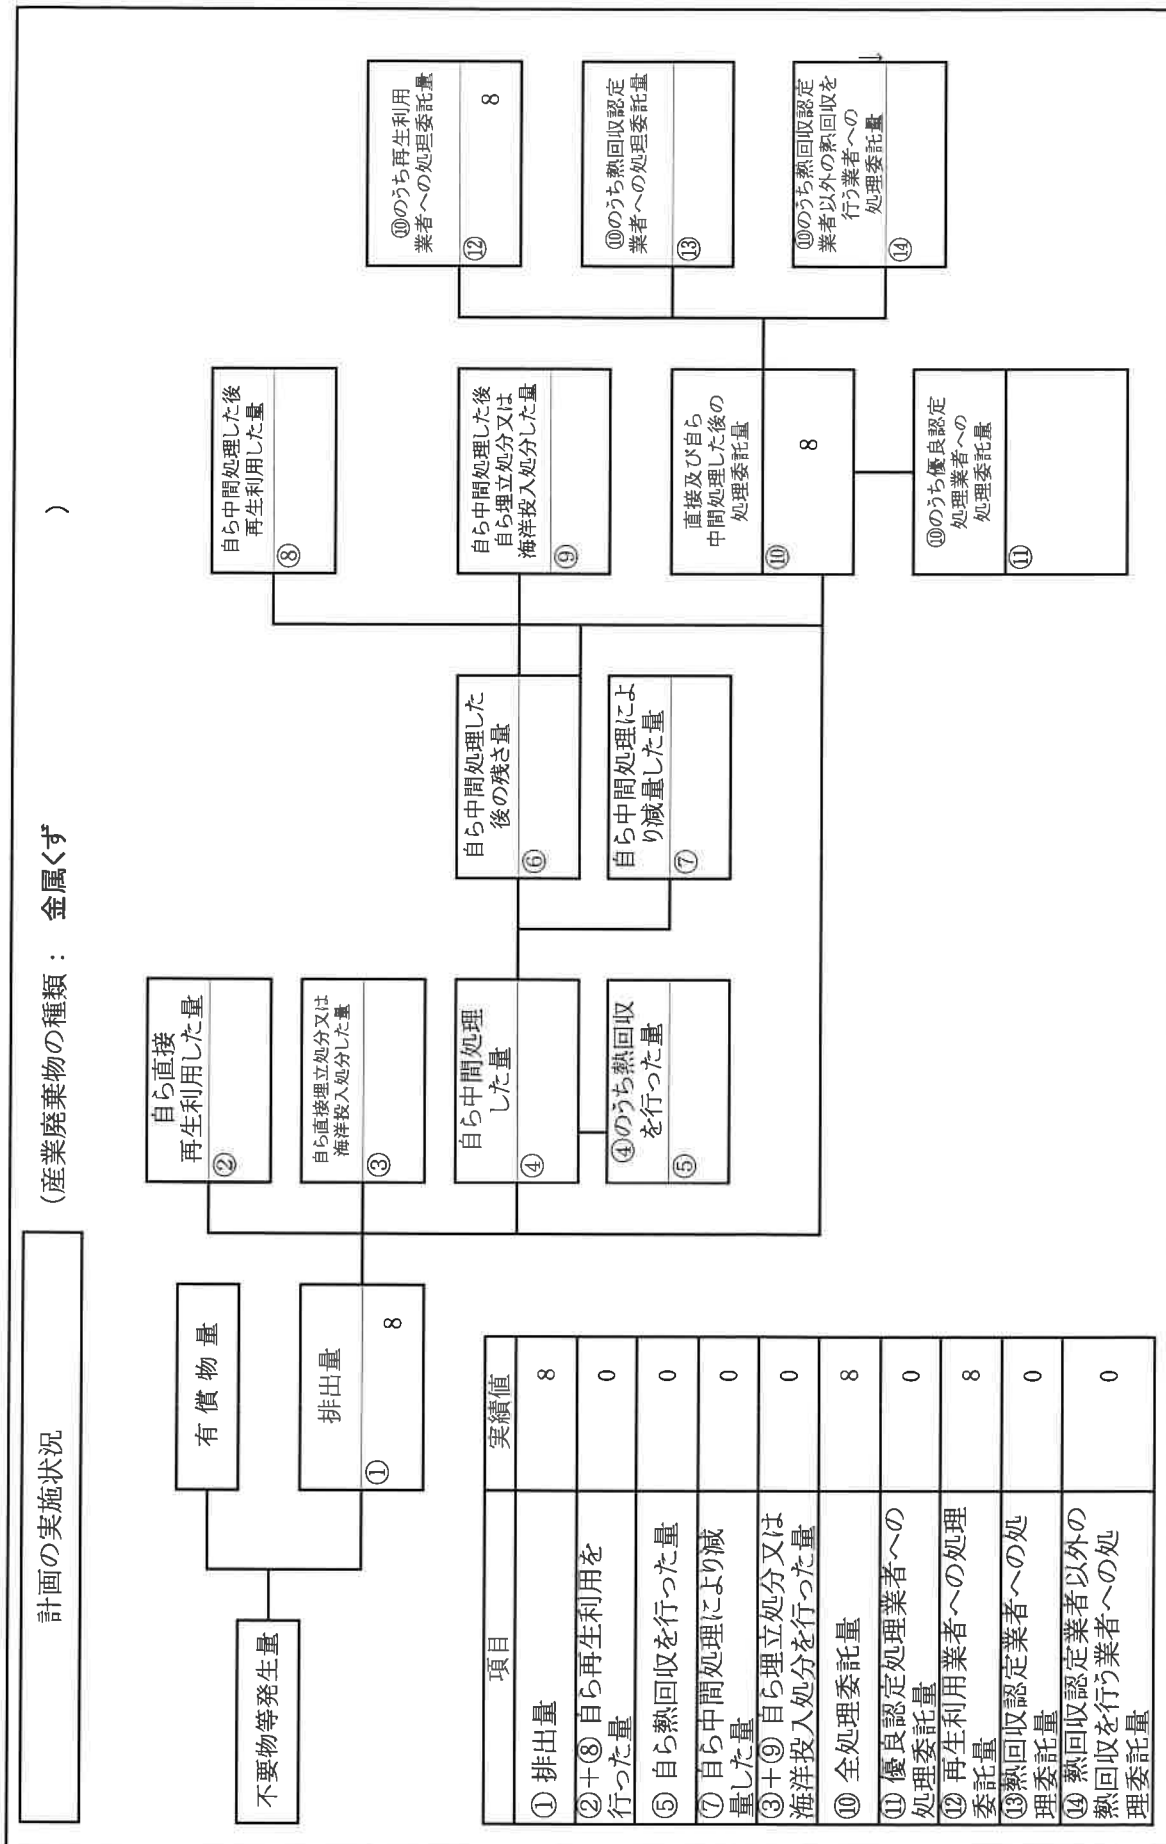 計画の実施状況
(産業廃棄物の種類： 金属くず )
不要物等発生量
有償物量
排出量
①
8
自ら直接
再生利用した量
②
自ら直接埋立処分又は
海洋投入処分した量
③
自ら中間処理
した量
④
④のうち熱回収
を行った量
⑤
自ら中間処理した
後の残さ量
⑥
自ら中間処理によ
り減量した量
⑦
自ら中間処理した後
再生利用した量
⑧
自ら中間処理した後
自ら埋立処分又は
海洋投入処分した量
⑨
直接及び自ら
中間処理した後の
処理委託量
⑩
8
⑩のうち優良認定
処理業者への
処理委託量
⑪
⑩のうち再生利用
業者への処理委託量
⑫
8
⑩のうち熱回収認定
業者への処理委託量
⑬
⑩のうち熱回収認定
業者以外の熱回収を
行う業者への
処理委託量
⑭
項目 実績値
①排出量 8
②＋⑧自ら再生利用を
行った量 0
⑤自ら熱回収を行った量 0
⑦自ら中間処理により減
量した量 0
③＋⑨自ら埋立処分又は
海洋投入処分を行った量 0
⑩全処理委託量 8
⑪優良認定処理業者への
処理委託量 0
⑫再生利用業者への処理
委託量 8
⑬熱回収認定業者への処
理委託量 0
⑭熱回収認定業者以外の
熱回収を行う業者への処
理委託量 0